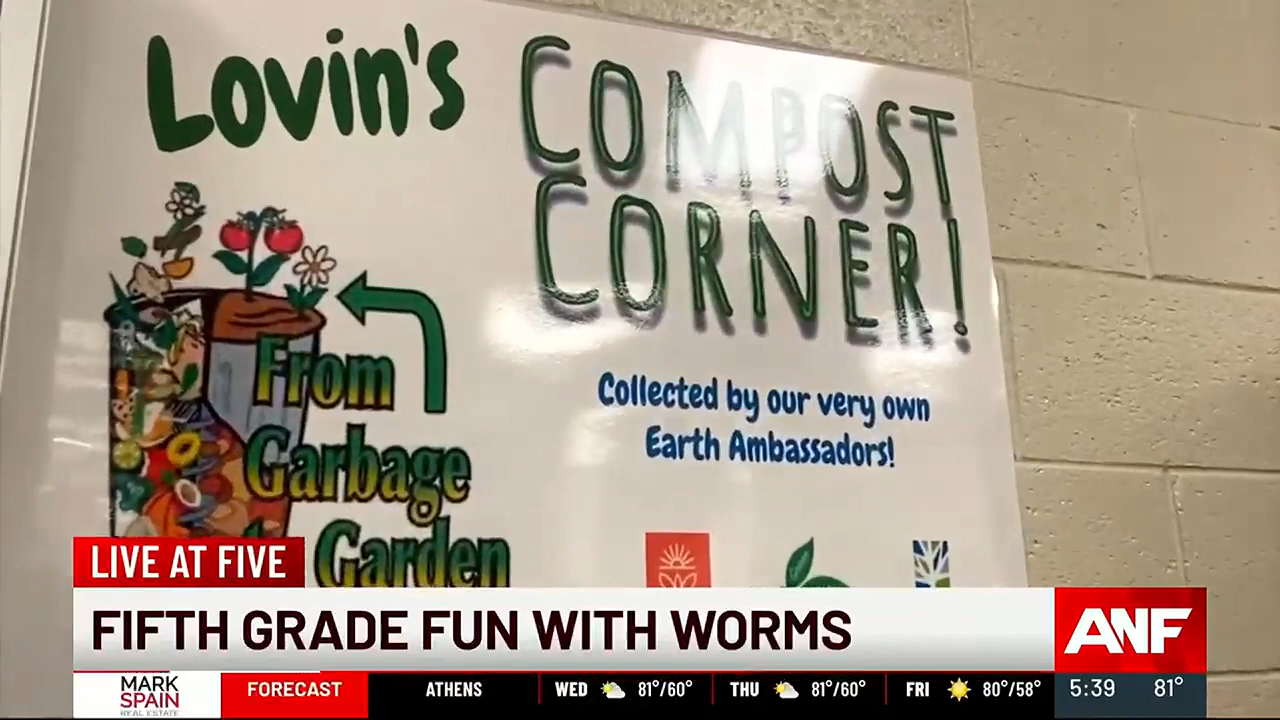 Lovin's
COMPOST
CORNER!
From
Garbage
to Garden
Collected by our very own
Earth Ambassadors!
LIVE AT FIVE
FIFTH GRADE FUN WITH WORMS
ANF
MARK
SPAIN
REAL ESTATE
FORECAST
ATHENS
WED 81°/60°
THU 81°/60°
FRI 80°/58°
5:39 81°